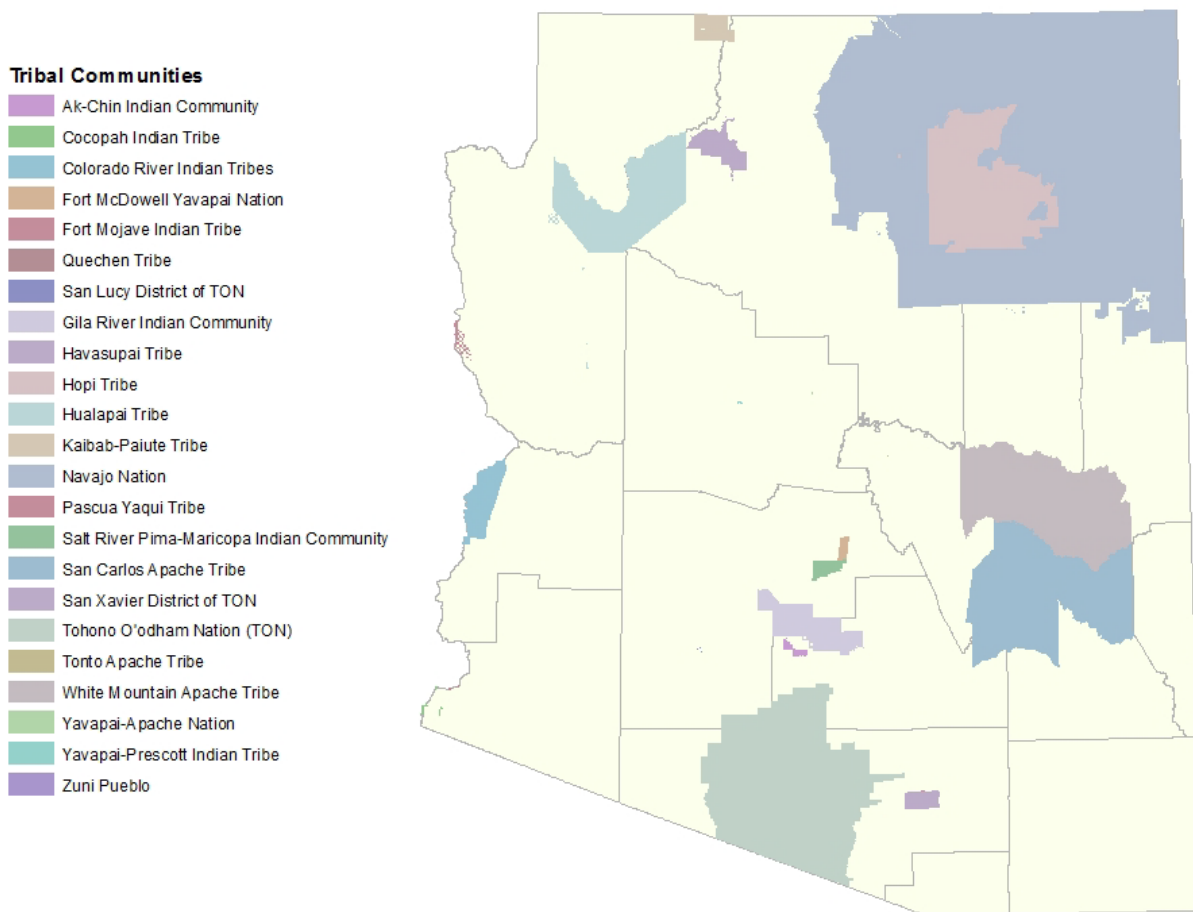 Tribal Communities
Ak-Chin Indian Community
Cocopah Indian Tribe
Colorado River Indian Tribes
Fort McDowell Yavapai Nation
Fort Mojave Indian Tribe
Quechen Tribe
San Lucy District of TON
Gila River Indian Community
Havasupai Tribe
Hopi Tribe
Hualapai Tribe
Kaibab-Paiute Tribe
Navajo Nation
Pascua Yaqui Tribe
Salt River Pima-Maricopa Indian Community
San Carlos Apache Tribe
San Xavier District of TON
Tohono O'odham Nation (TON)
Tonto Apache Tribe
White Mountain Apache Tribe
Yavapai-Apache Nation
Yavapai-Prescott Indian Tribe
Zuni Pueblo